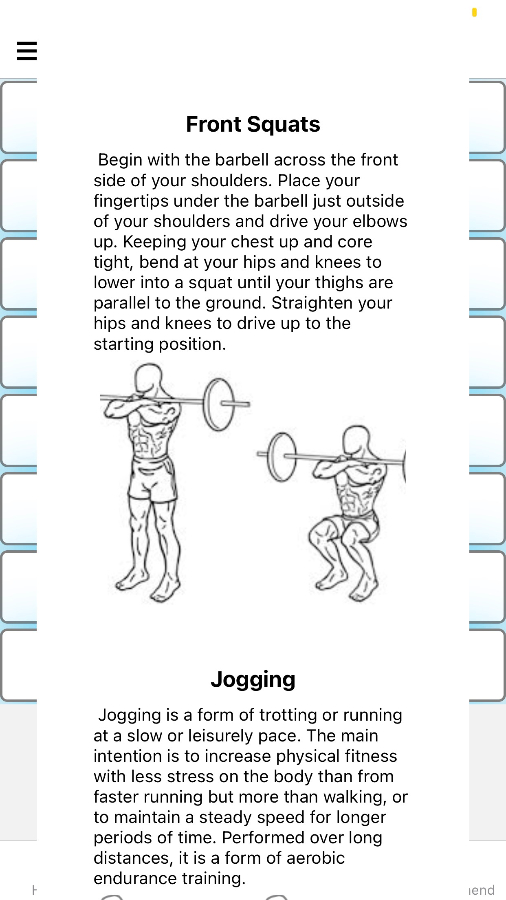 Front Squats
Begin with the barbell across the front
side of your shoulders. Place your
fingertips under the barbell just outside
of your shoulders and drive your elbows
up. Keeping your chest up and core
tight, bend at your hips and knees to
lower into a squat until your thighs are
parallel to the ground. Straighten your
hips and knees to drive up to the
starting position.
Jogging
Jogging is a form of trotting or running
at a slow or leisurely pace. The main
intention is to increase physical fitness
with less stress on the body than from
faster running but more than walking, or
to maintain a steady speed for longer
periods of time. Performed over long
distances, it is a form of aerobic
endurance training.